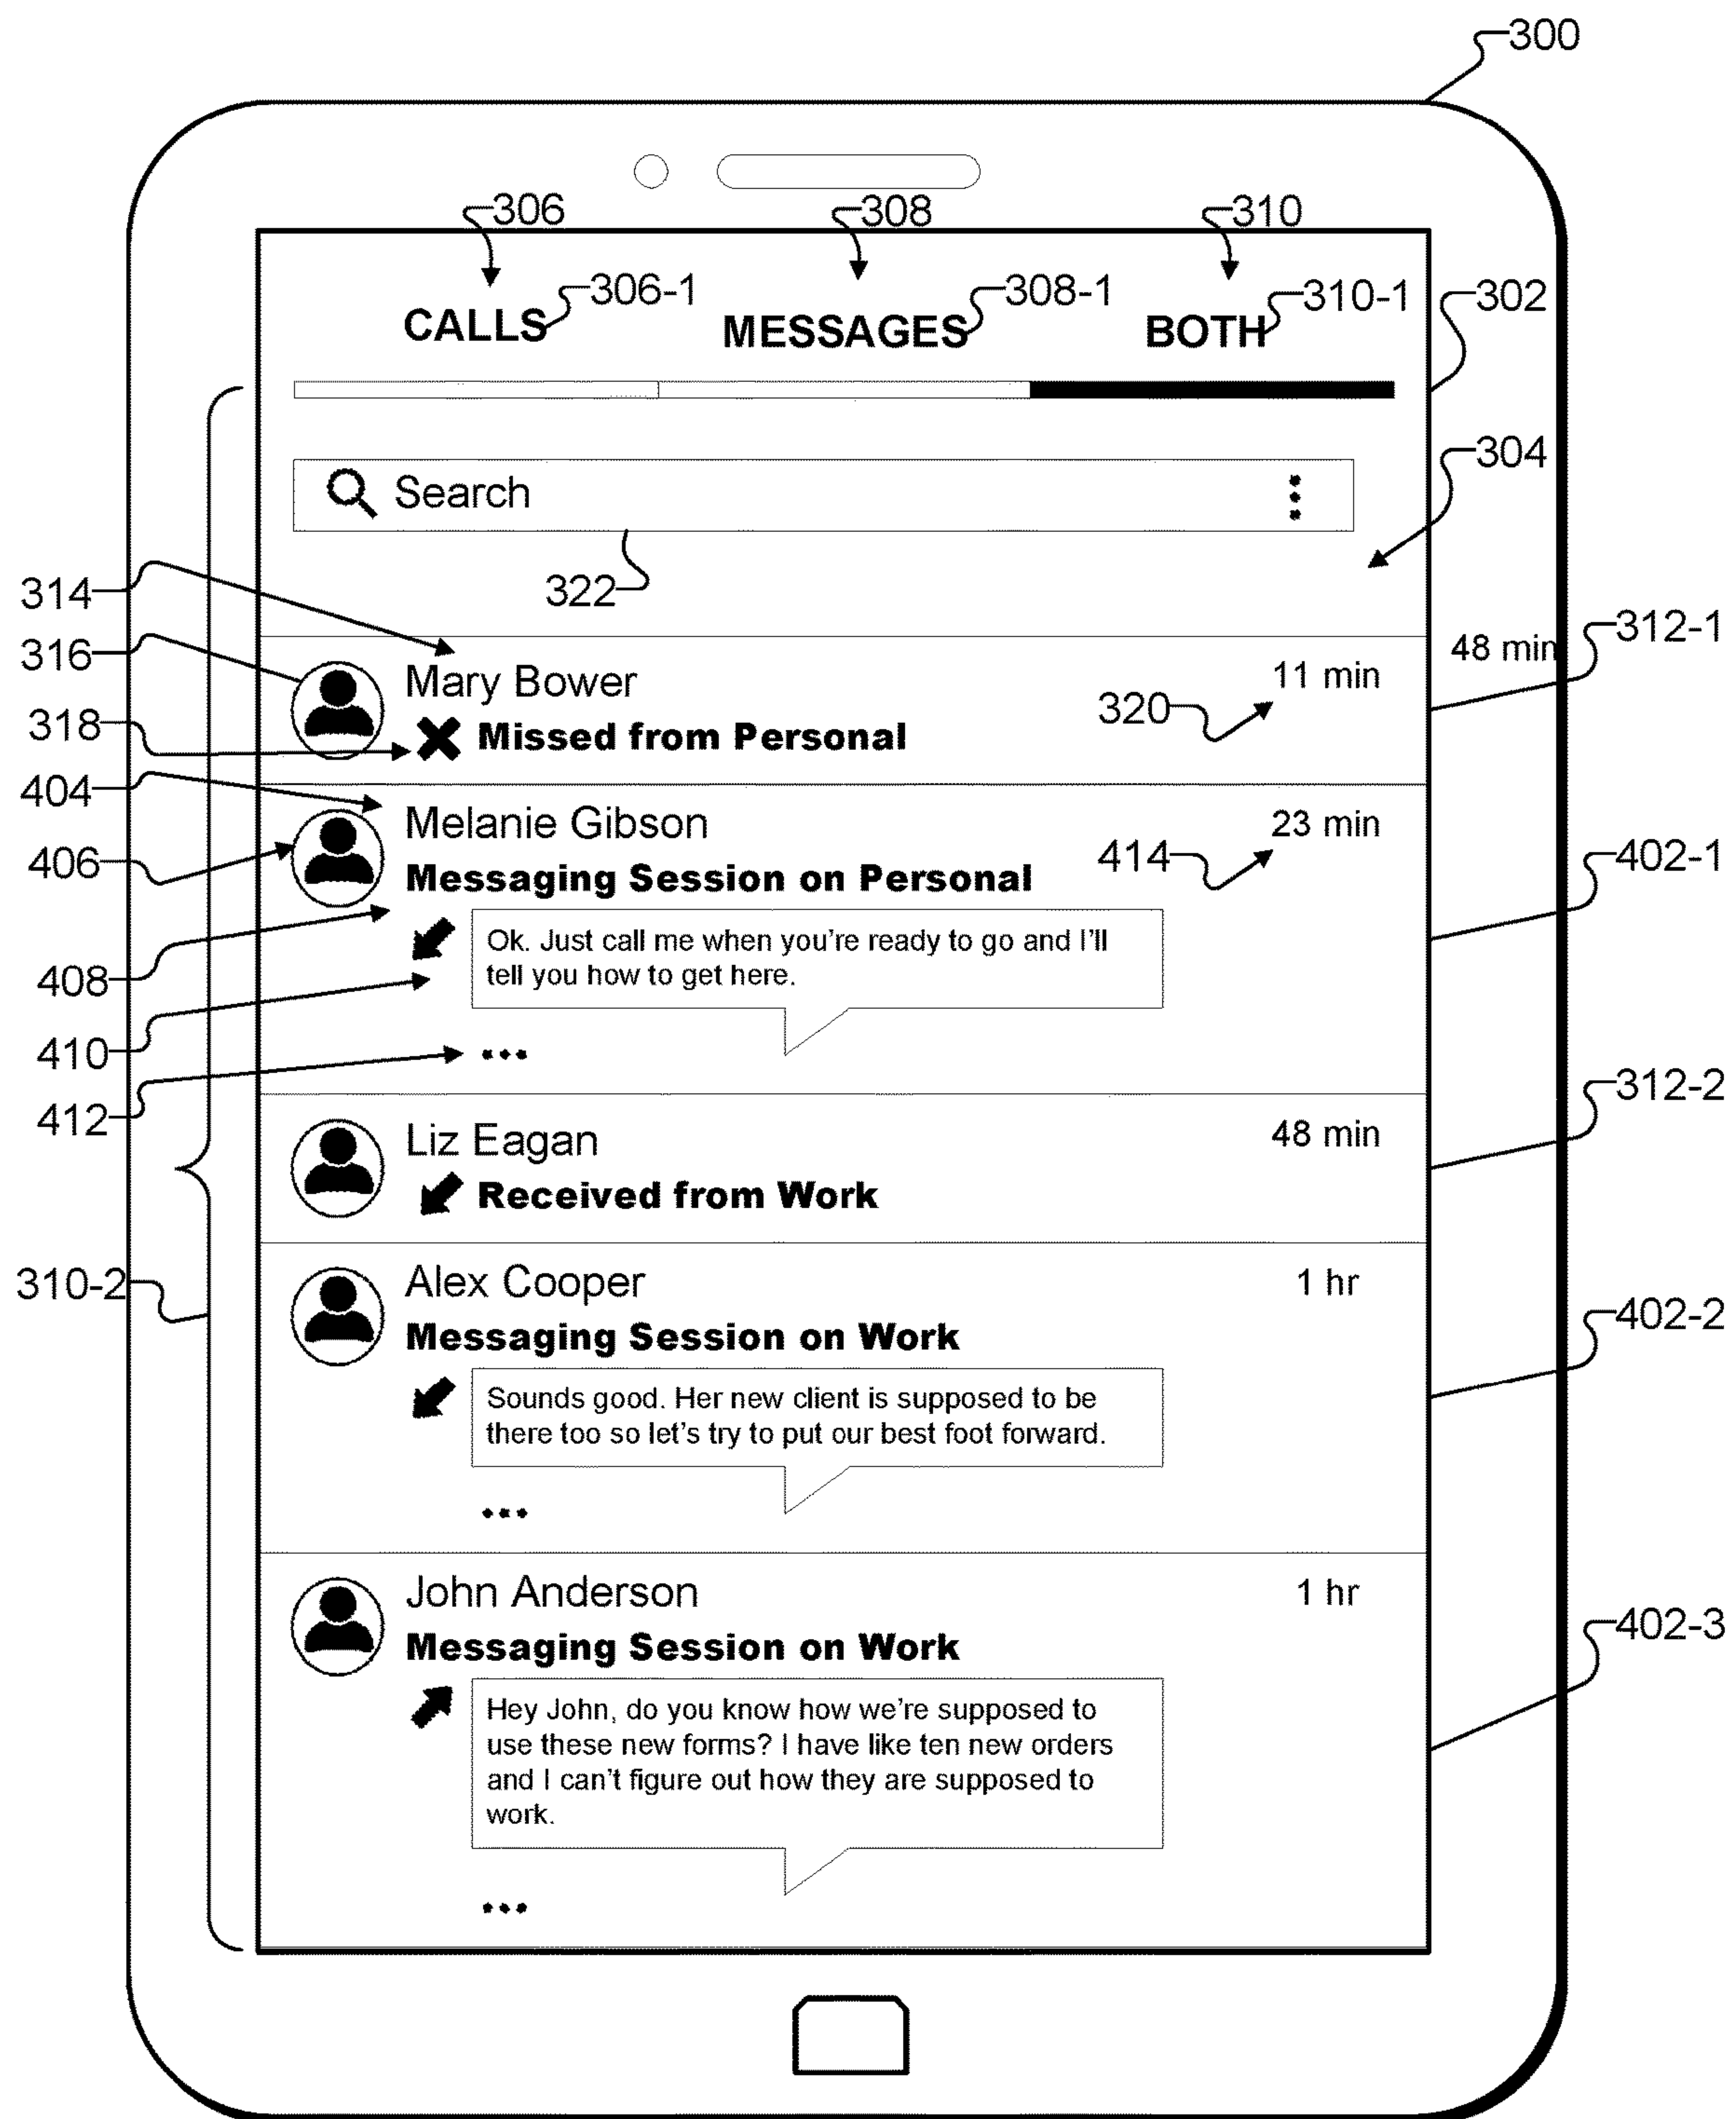 300
306
308
310
306-1
308-1
310-1
302
CALLS
MESSAGES
BOTH
304
Search
322
314
316
318
312-1
48 min
Mary Bower
11 min
320
Missed from Personal
404
406
Melanie Gibson
23 min
414
402-1
Messaging Session on Personal
408
Ok. Just call me when you're ready to go and I'll
tell you how to get here.
410
...
412
312-2
Liz Eagan
48 min
Received from Work
310-2
Alex Cooper
1 hr
402-2
Messaging Session on Work
Sounds good. Her new client is supposed to be
there too so let's try to put our best foot forward.
...
John Anderson
1 hr
402-3
Messaging Session on Work
Hey John, do you know how we're supposed to
use these new forms? I have like ten new orders
and I can't figure out how they are supposed to
work.
...